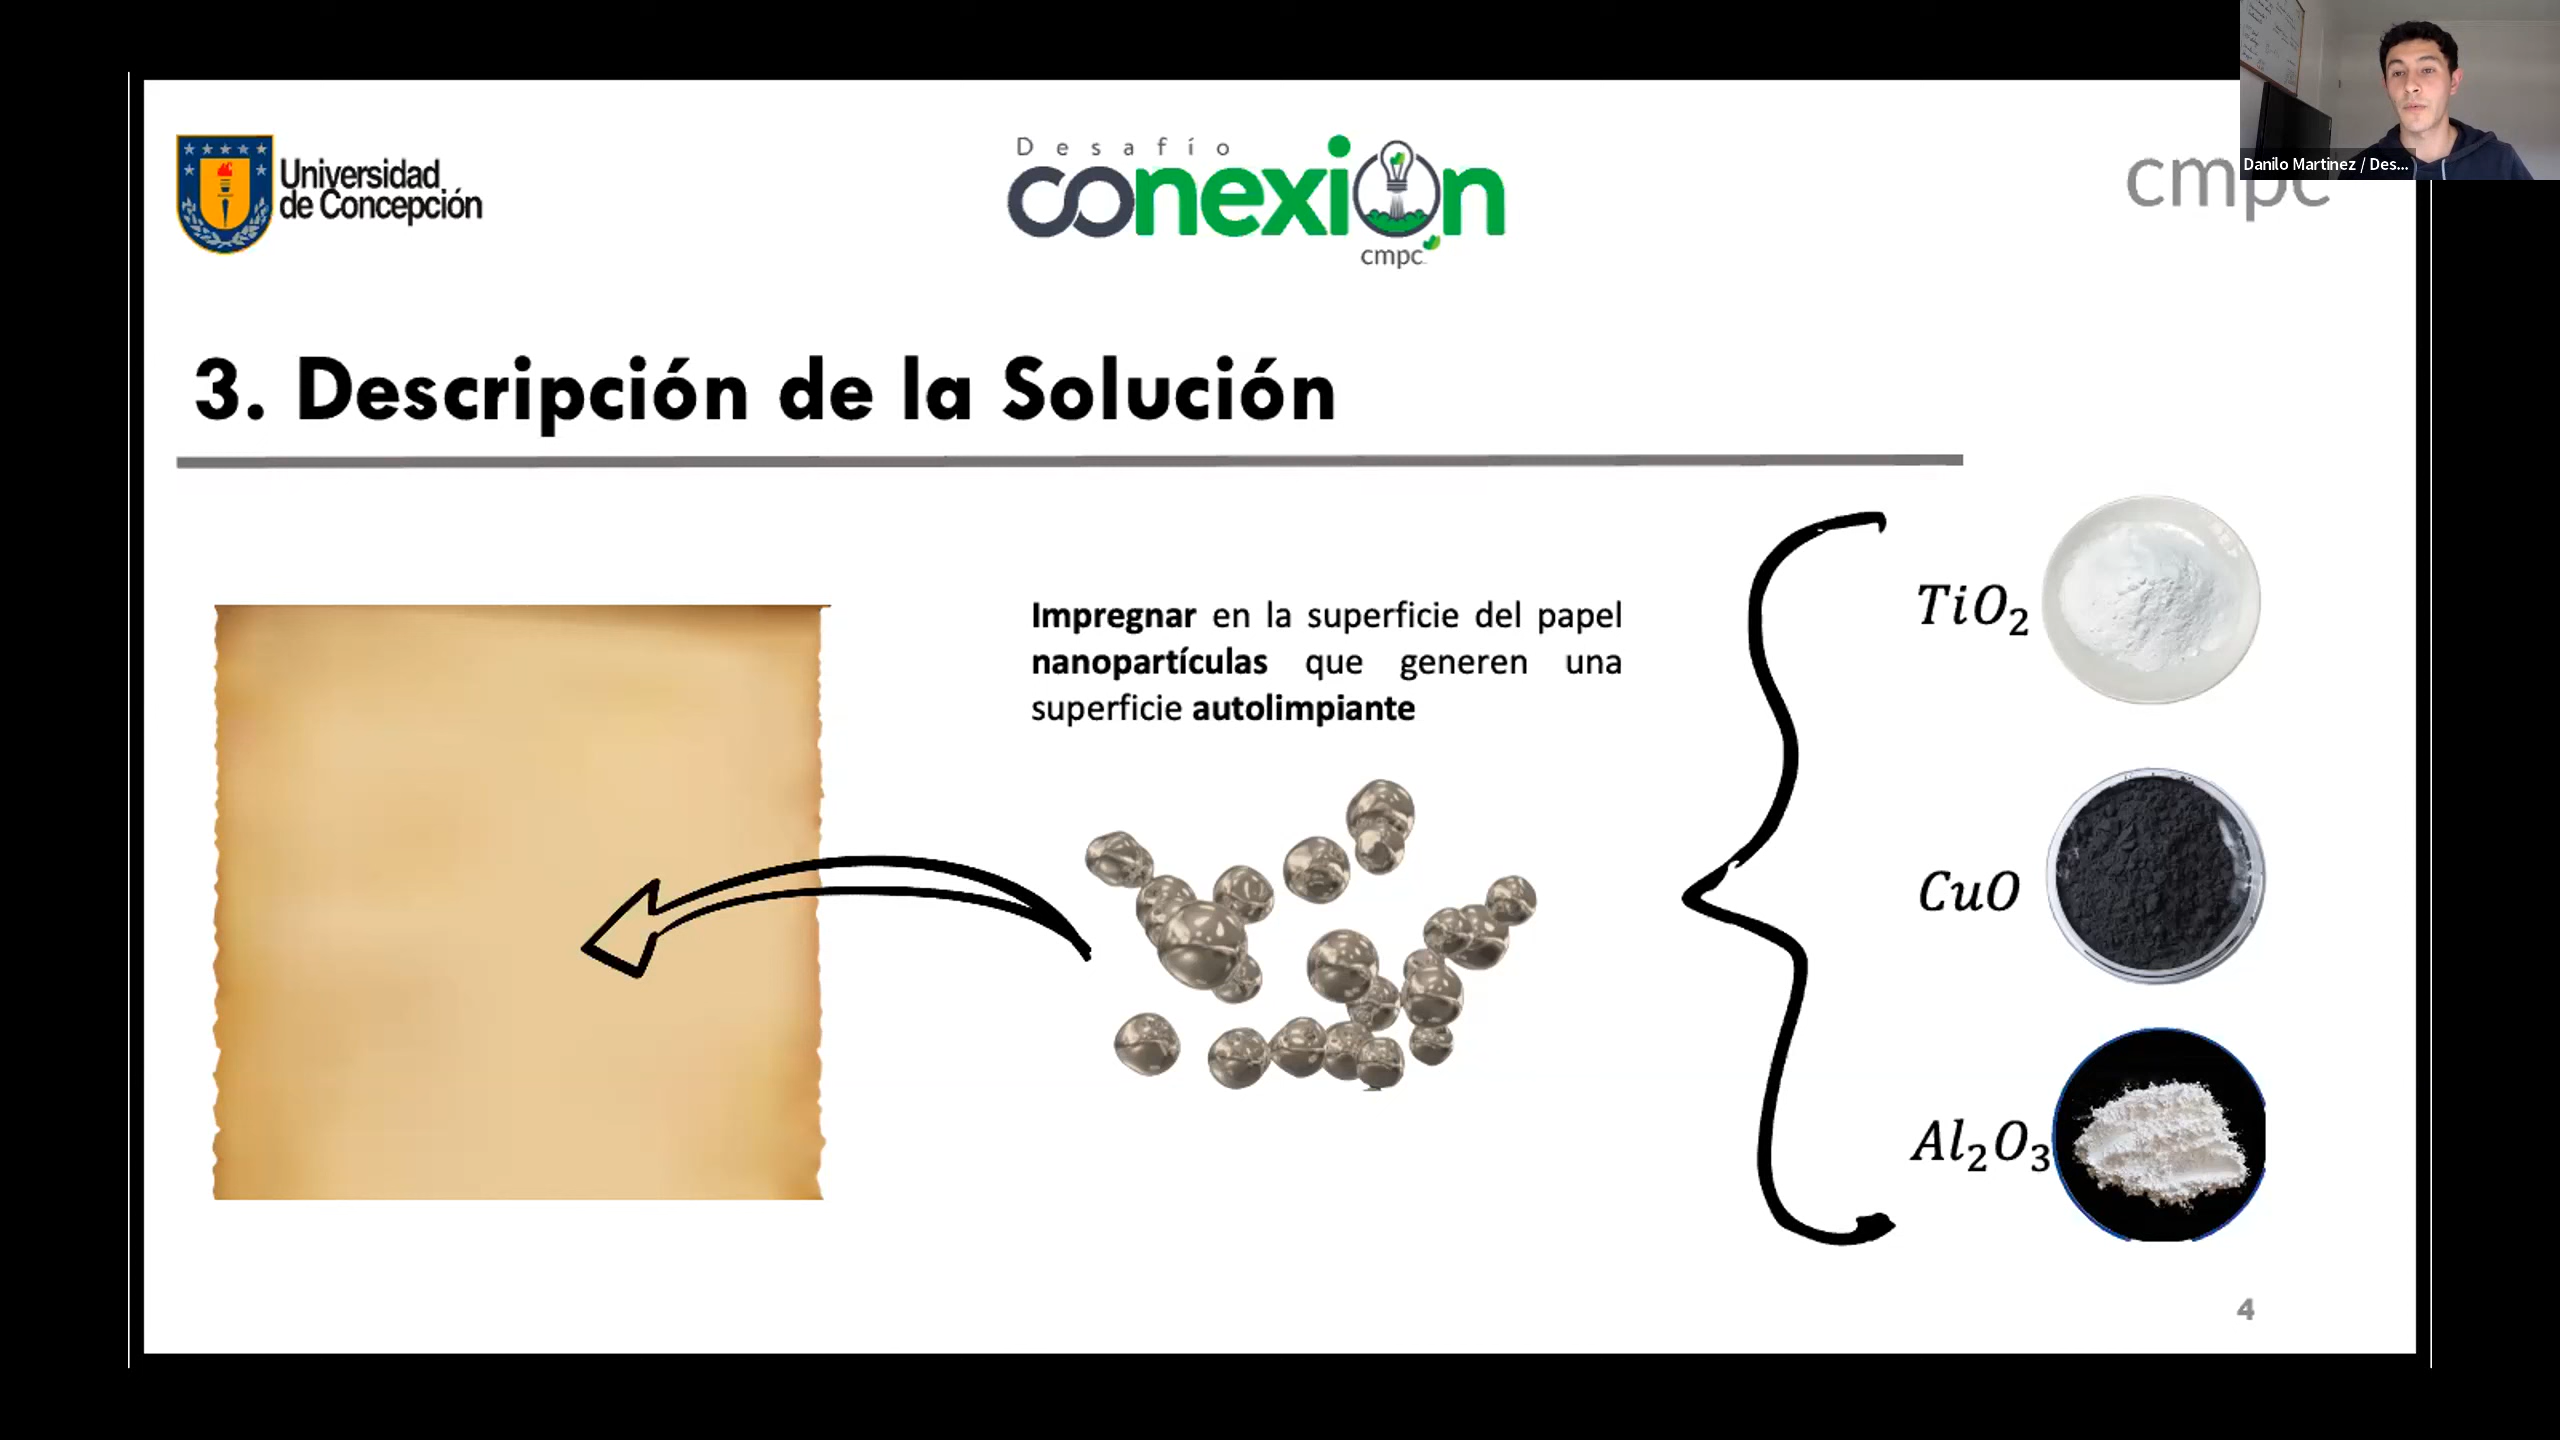 Danilo Martinez / Des...
Universidad
de Concepción
Desafío
conexión
cmpc
cmpc
3. Descripción de la Solución
Impregnar en la superficie del papel
nanopartículas que generen una
superficie autolimpiante
TiO₂
CuO
Al₂O₃
4